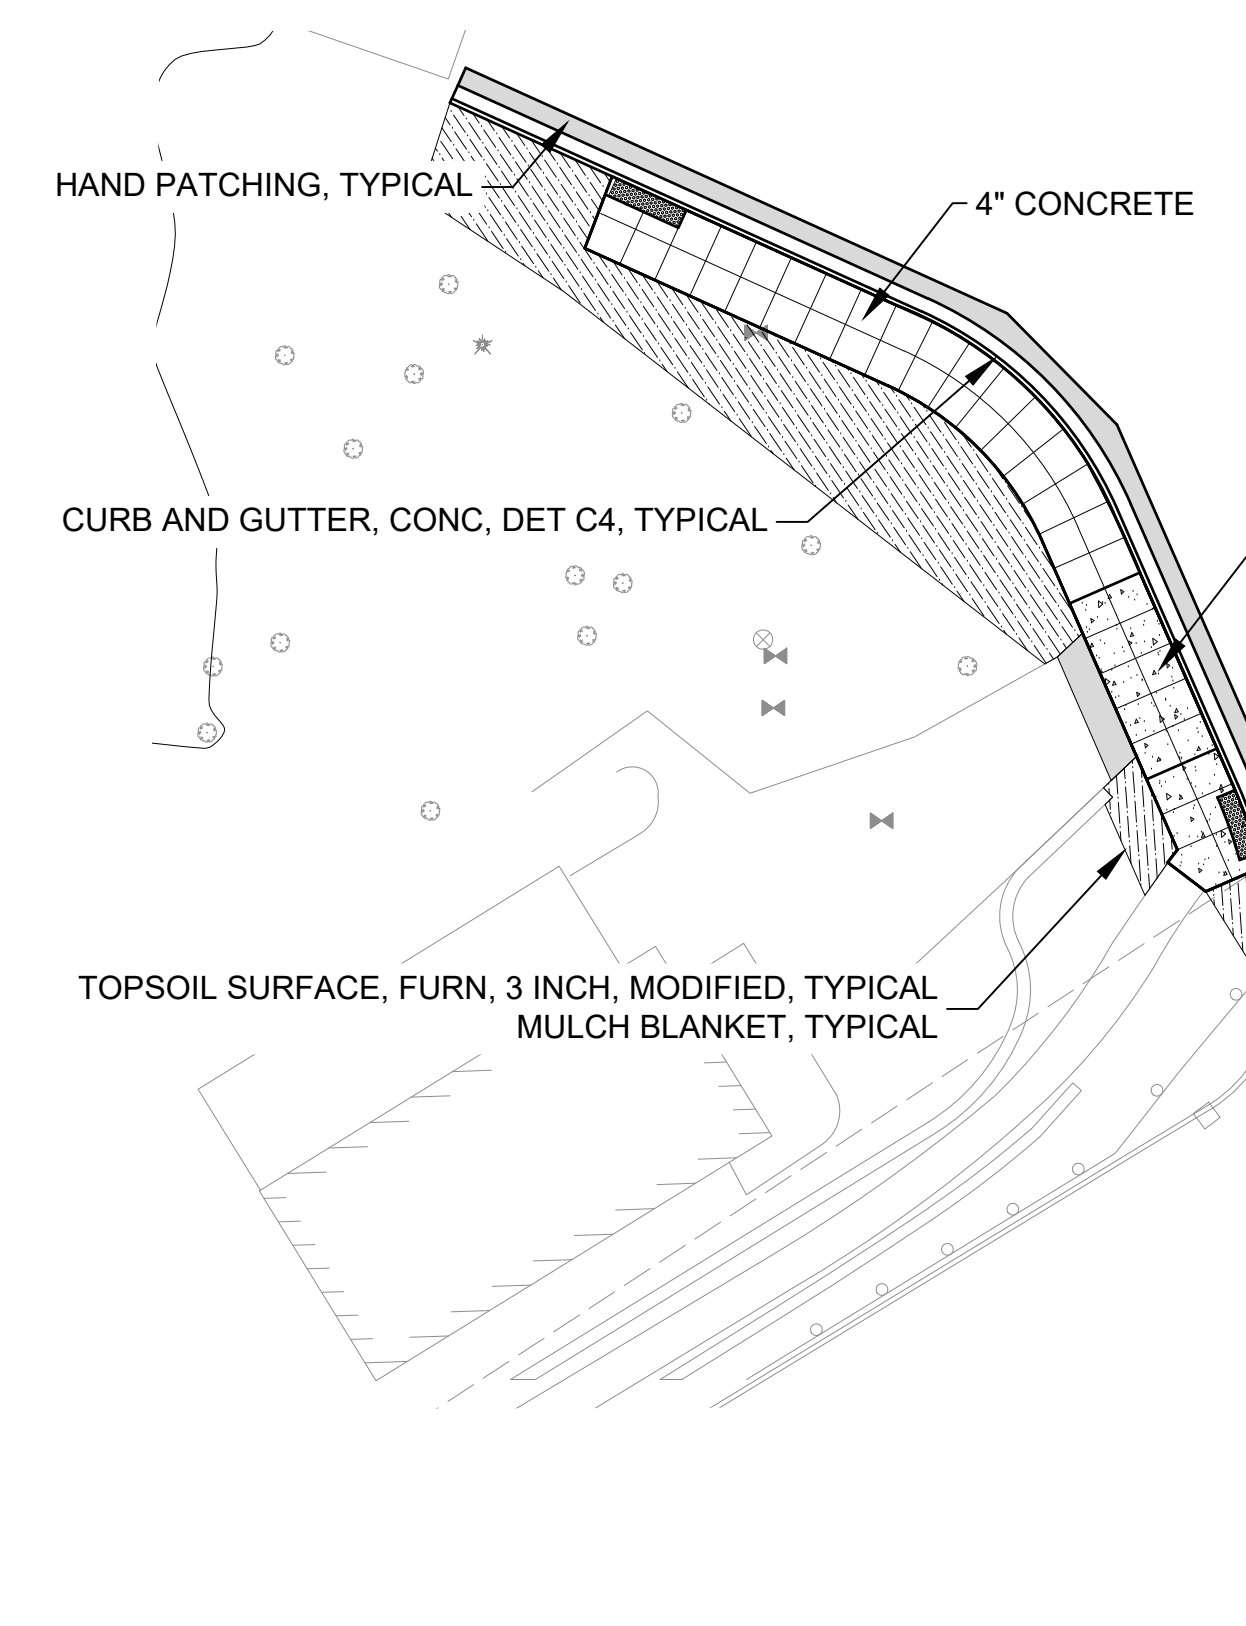 HAND PATCHING, TYPICAL
4" CONCRETE
CURB AND GUTTER, CONC, DET C4, TYPICAL
TOPSOIL SURFACE, FURN, 3 INCH, MODIFIED, TYPICAL
MULCH BLANKET, TYPICAL